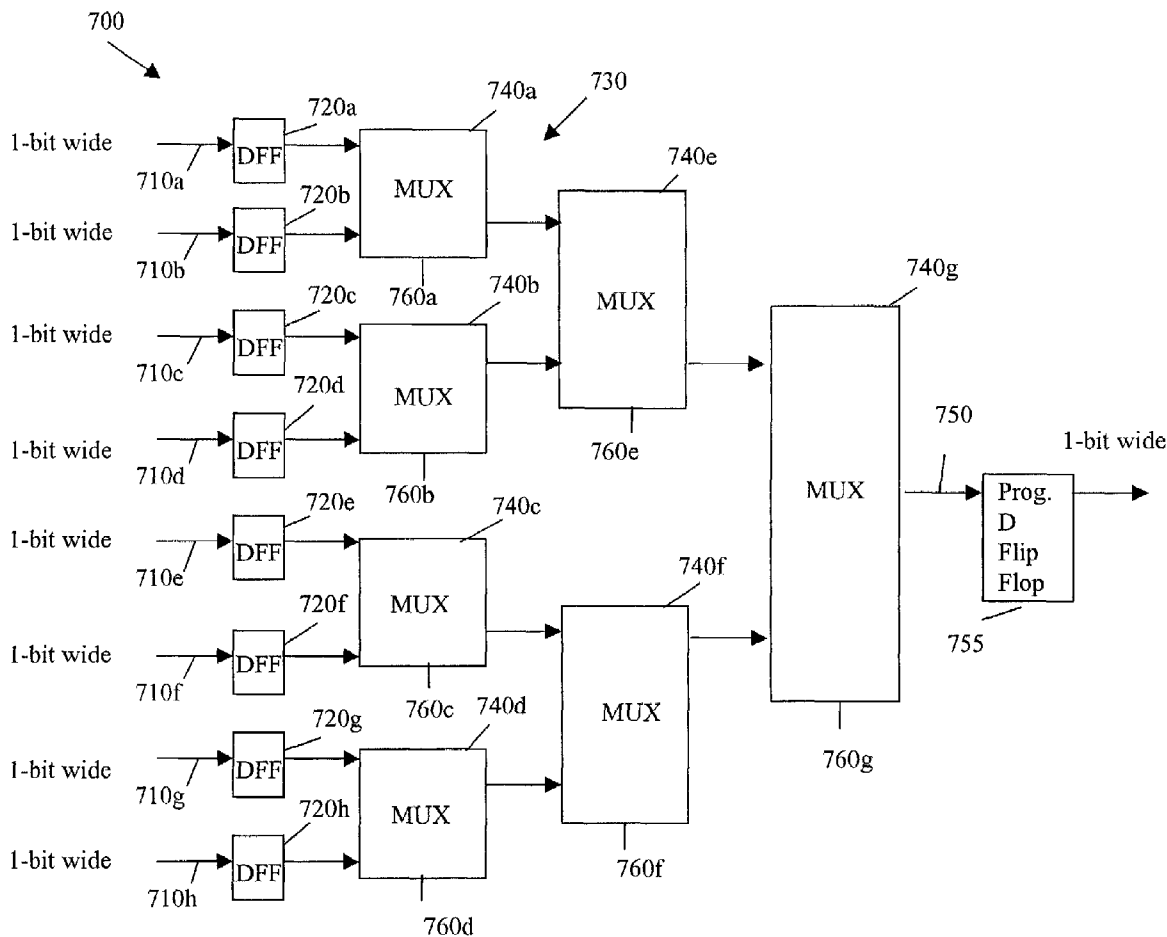 700
730
740a
720a
1-bit wide
DFF
710a
MUX
740e
720b
1-bit wide
DFF
710b
760a
740b
MUX
740g
720c
1-bit wide
DFF
710c
720d
MUX
1-bit wide
DFF
710d
760b
760e
MUX
750
1-bit wide
Prog.
D
Flip
Flop
755
720e
1-bit wide
DFF
710e
740c
MUX
740f
720f
1-bit wide
DFF
710f
760c
740d
MUX
720g
1-bit wide
DFF
710g
760g
720h
MUX
1-bit wide
DFF
710h
760d
760f